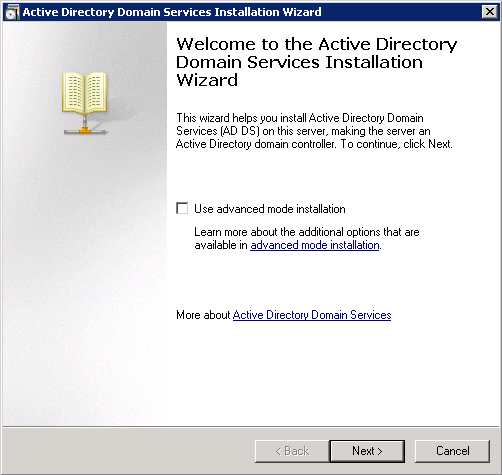 Active Directory Domain Services Installation Wizard
Welcome to the Active Directory
Domain Services Installation
Wizard
This wizard helps you install Active Directory Domain
Services (AD DS) on this server, making the server an
Active Directory domain controller. To continue, click Next.
Use advanced mode installation
Learn more about the additional options that are
available in advanced mode installation.
More about Active Directory Domain Services
< Back
Next >
Cancel